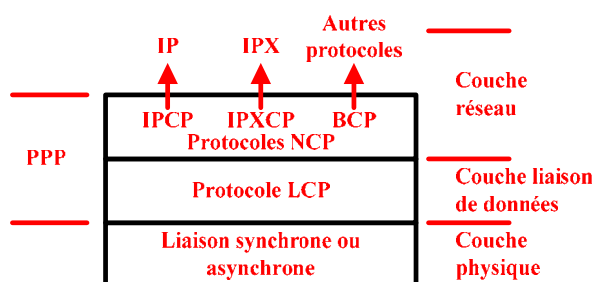 IP IPX Autres
protocoles
Couche
réseau
IPCP IPXCP BCP
Protocoles NCP
PPP
Protocole LCP
Couche liaison
de données
Liaison synchrone ou
asynchrone
Couche
physique